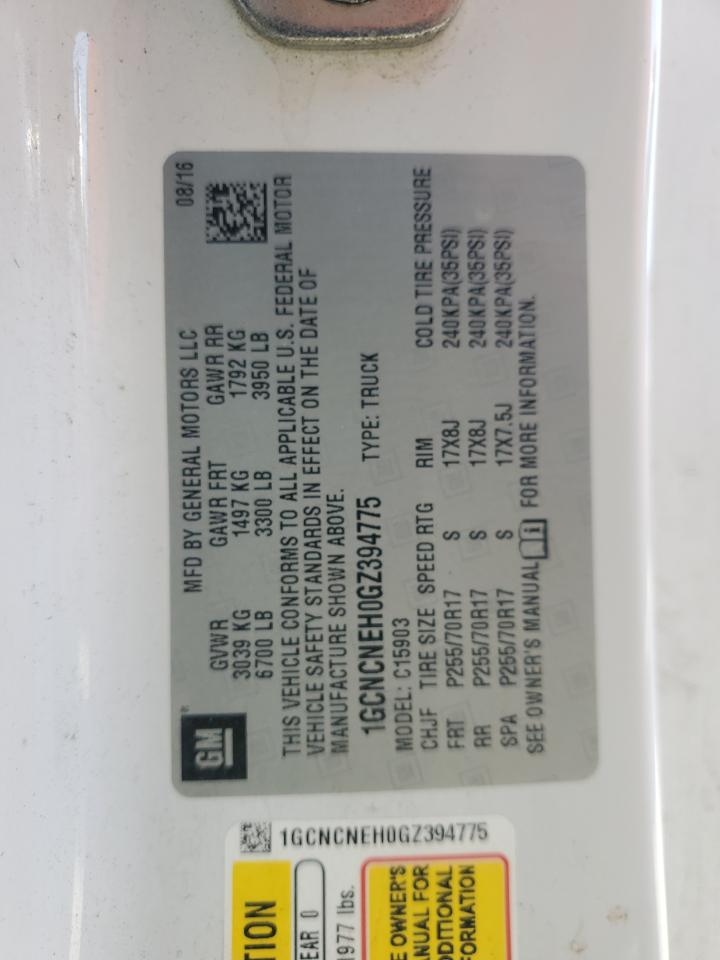 MFD BY GENERAL MOTORS LLC 08/16
GM®
GVWR GAWR FRT GAWR RR
3039 KG 1497 KG 1792 KG
6700 LB 3300 LB 3950 LB
THIS VEHICLE CONFORMS TO ALL APPLICABLE U.S. FEDERAL MOTOR
VEHICLE SAFETY STANDARDS IN EFFECT ON THE DATE OF
MANUFACTURE SHOWN ABOVE.
1GCNCNEH0GZ394775 TYPE: TRUCK
MODEL: C15903
CHJF TIRE SIZE SPEED RTG RIM COLD TIRE PRESSURE
FRT P255/70R17 S 17X8J 240KPA(35PSI)
RR P255/70R17 S 17X8J 240KPA(35PSI)
SPA P255/70R17 S 17X7.5J 240KPA(35PSI)
SEE OWNER'S MANUAL FOR MORE INFORMATION.
1GCNCNEH0GZ394775
TION
EAR 0
1977 lbs.
E OWNER'S
NUAL FOR
DDITIONAL
FORMATION